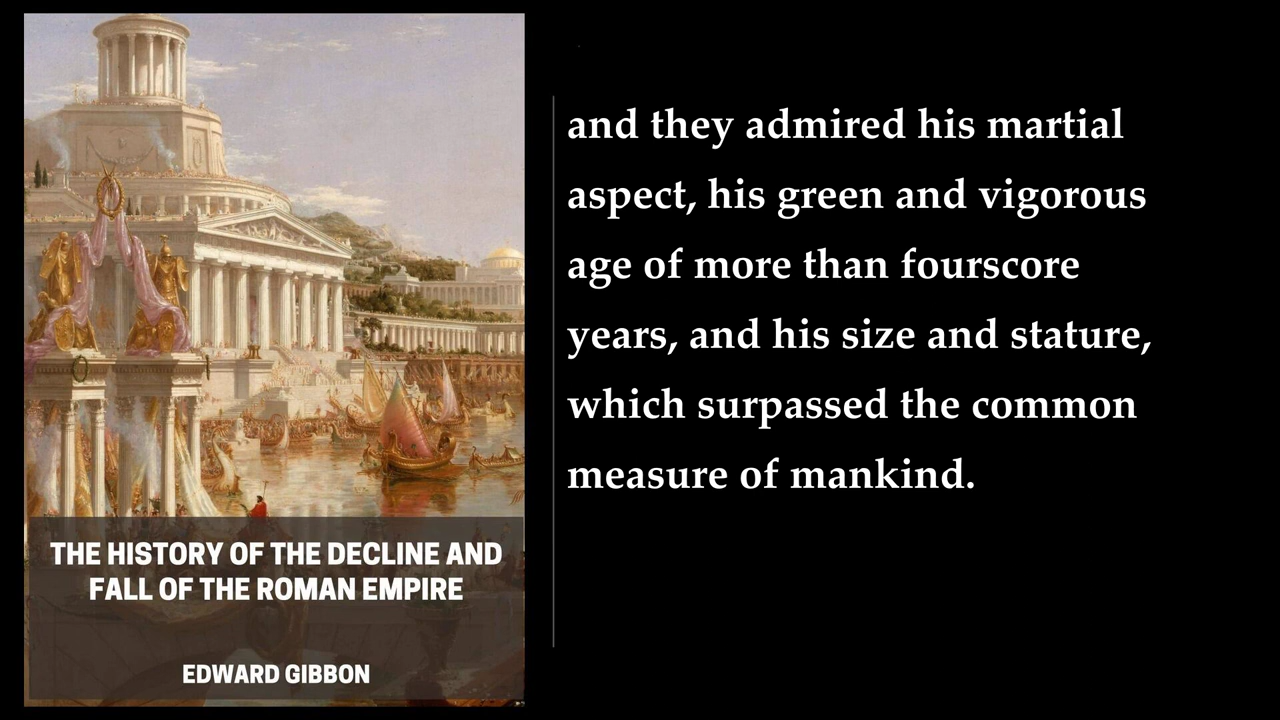 and they admired his martial
aspect, his green and vigorous
age of more than fourscore
years, and his size and stature,
which surpassed the common
measure of mankind.
THE HISTORY OF THE DECLINE AND
FALL OF THE ROMAN EMPIRE
EDWARD GIBBON